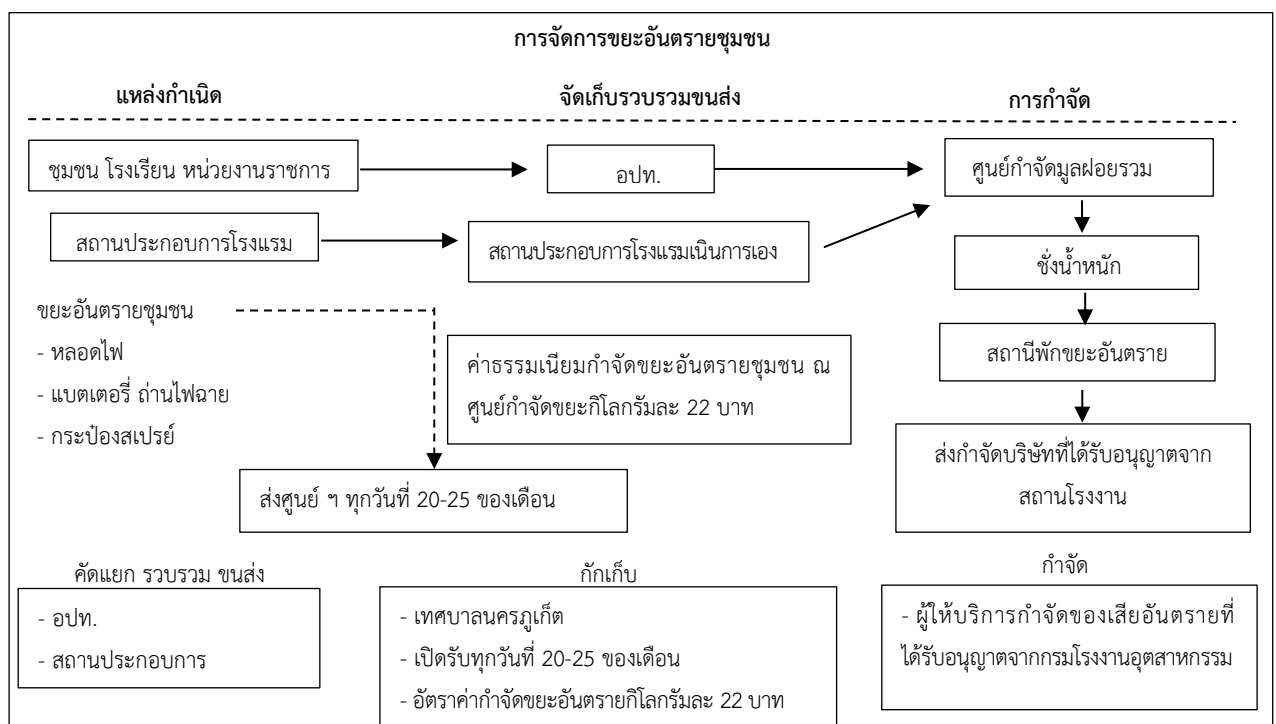 การจัดการขยะอันตรายชุมชน
แหล่งกำเนิด
จัดเก็บรวบรวมขนส่ง
การกำจัด
ชุมชน โรงเรียน หน่วยงานราชการ
อปท.
ศูนย์กำจัดมูลฝอยรวม
สถานประกอบการโรงแรม
สถานประกอบการโรงแรมเนินการเอง
ชั่งน้ำหนัก
ขยะอันตรายชุมชน
- หลอดไฟ
- แบตเตอรี่ ถ่านไฟฉาย
- กระป๋องสเปรย์
ค่าธรรมเนียมกำจัดขยะอันตรายชุมชน ณ
ศูนย์กำจัดขยะกิโลกรัมละ 22 บาท
สถานีพักขยะอันตราย
ส่งกำจัดบริษัทที่ได้รับอนุญาตจาก
สถานโรงงาน
ส่งศูนย์ ฯ ทุกวันที่ 20-25 ของเดือน
คัดแยก รวบรวม ขนส่ง
- อปท.
- สถานประกอบการ
กักเก็บ
- เทศบาลนครภูเก็ต
- เปิดรับทุกวันที่ 20-25 ของเดือน
- อัตราค่ากำจัดขยะอันตรายกิโลกรัมละ 22 บาท
กำจัด
- ผู้ให้บริการกำจัดของเสียอันตรายที่
ได้รับอนุญาตจากกรมโรงงานอุตสาหกรรม